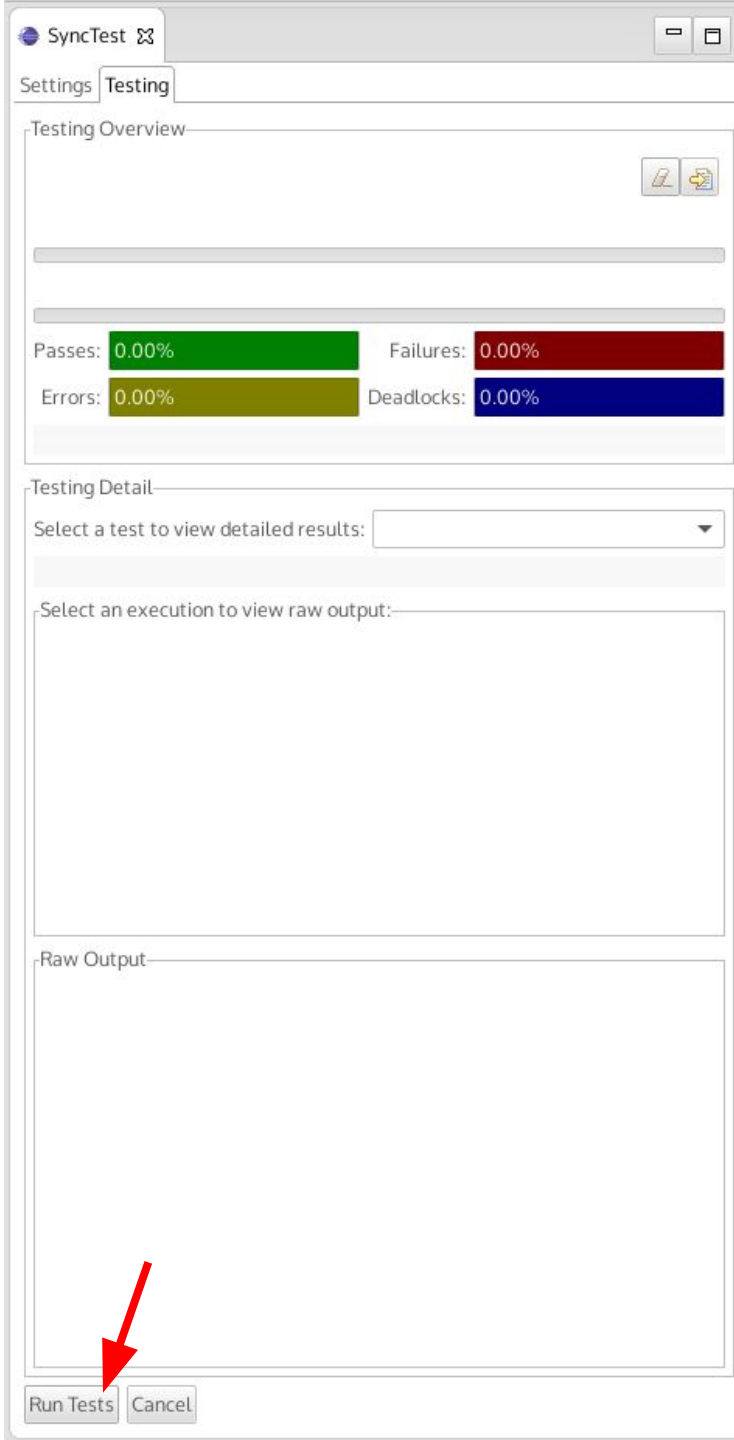 SyncTest
Settings Testing
Testing Overview
Passes: 0.00% Failures: 0.00%
Errors: 0.00% Deadlocks: 0.00%
Testing Detail
Select a test to view detailed results:
Select an execution to view raw output:
Raw Output
Run Tests Cancel